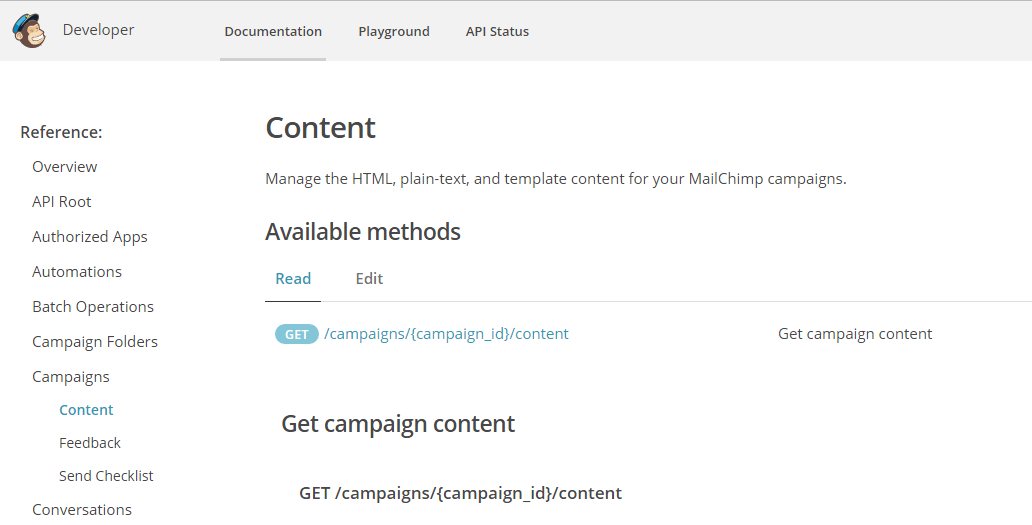 Developer
Documentation
Playground
API Status
Reference:
Overview
API Root
Authorized Apps
Automations
Batch Operations
Campaign Folders
Campaigns
Content
Feedback
Send Checklist
Conversations
Content
Manage the HTML, plain-text, and template content for your MailChimp campaigns.
Available methods
Read
Edit
GET /campaigns/{campaign_id}/content
Get campaign content
Get campaign content
GET /campaigns/{campaign_id}/content